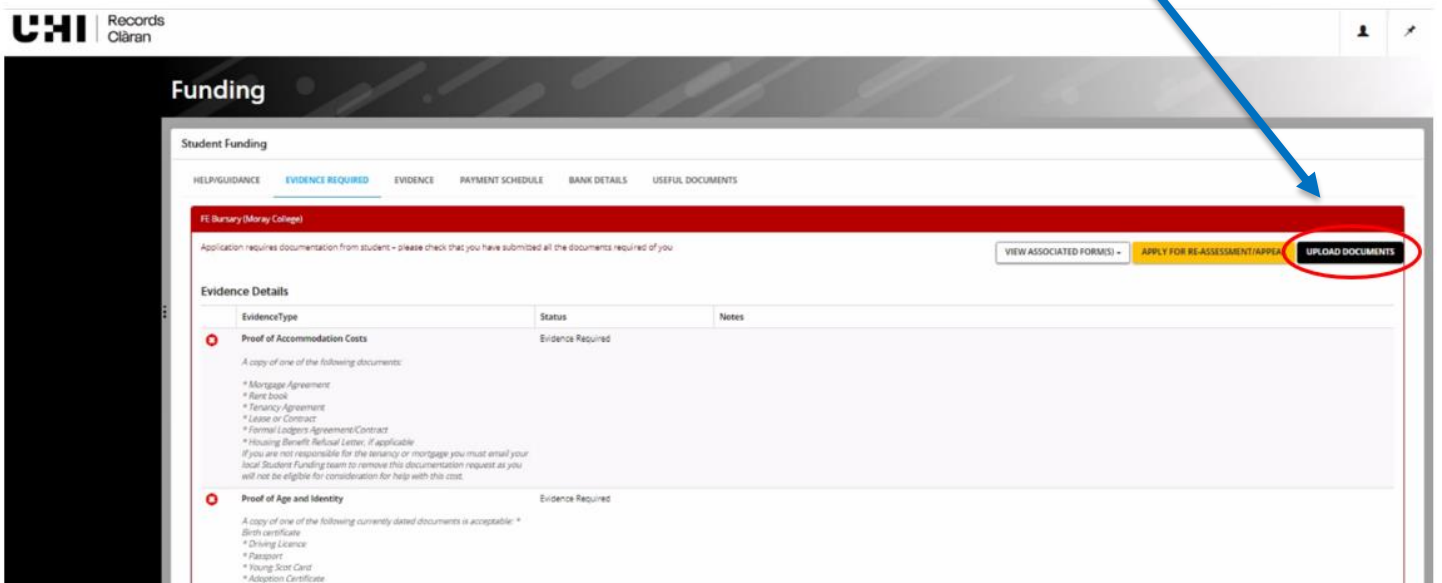 UHI Records
Clàran
Funding
Student Funding
HELP/GUIDANCE EVIDENCE REQUIRED EVIDENCE PAYMENT SCHEDULE BANK DETAILS USEFUL DOCUMENTS
FE Bursary (Moray College)
Application requires documentation from student – please check that you have submitted all the documents required of you
VIEW ASSOCIATED FORM(S) APPLY FOR RE-ASSESSMENT/APPEA UPLOAD DOCUMENTS
Evidence Details
EvidenceType Status Notes
Proof of Accommodation Costs Evidence Required
A copy of one of the following documents:
* Mortgage Agreement
* Rent book
* Tenancy Agreement
* Lease or Contract
* Formal Lodgers Agreement/Contract
* Housing Benefit Refusal Letter, if applicable
If you are not responsible for the tenancy or mortgage you must email your
local Student Funding team to remove this documentation request as you
will not be eligible for consideration for help with this cost.
Proof of Age and Identity Evidence Required
A copy of one of the following currently dated documents is acceptable: *
Birth certificate
* Driving Licence
* Passport
* Young Scot Card
* Adoption Certificate